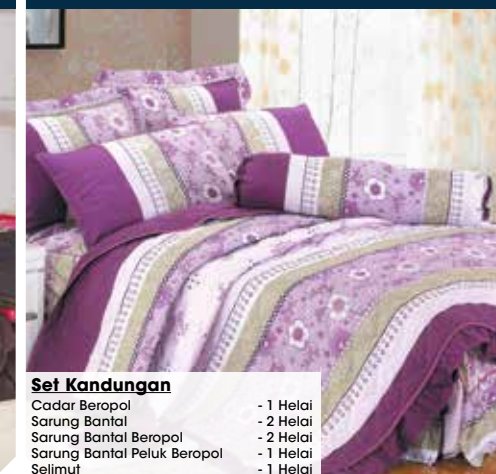 Set Kandungan
Cadar Beropol - 1 Helai
Sarung Bantal - 2 Helai
Sarung Bantal Beropol - 2 Helai
Sarung Bantal Peluk Beropol - 1 Helai
Selimut - 1 Helai